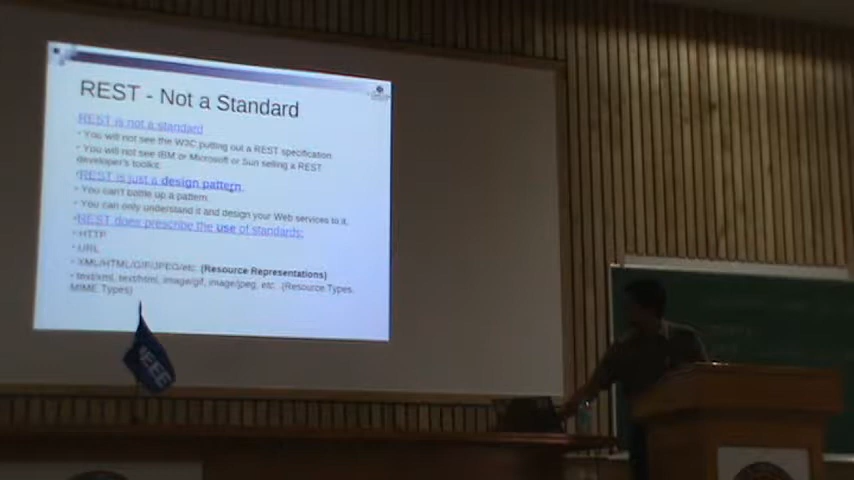 REST - Not a Standard
REST is not a standard
• You will not see the W3C putting out a REST specification
• You will not see IBM or Microsoft or Sun selling a REST
developer's toolkit.
REST is just a design pattern.
• You can't bottle up a pattern.
• You can only understand it and design your Web services to it.
REST does prescribe the use of standards:
• HTTP
• URL
• XML/HTML/GIF/JPEG/etc. (Resource Representations)
• text/xml, text/html, image/gif, image/jpeg, etc. (Resource Types,
MIME Types)
IEEE